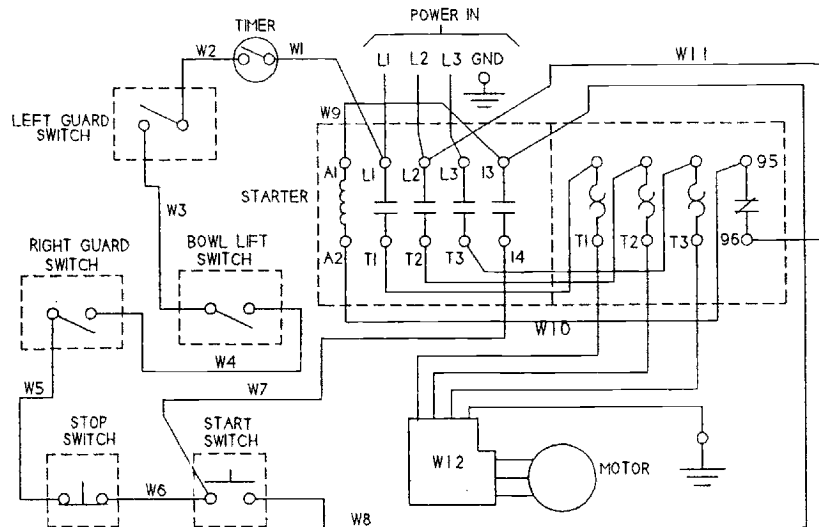 POWER IN
TIMER
W2
W1
L1
L2
L3
GND
W11
LEFT GUARD
SWITCH
W9
A1
L1
L2
L3
13
95
STARTER
W3
RIGHT GUARD
SWITCH
BOWL LIFT
SWITCH
A2
T1
T2
T3
14
T1
T2
T3
96
W10
W4
W5
W7
STOP
SWITCH
START
SWITCH
W6
W12
MOTOR
W8